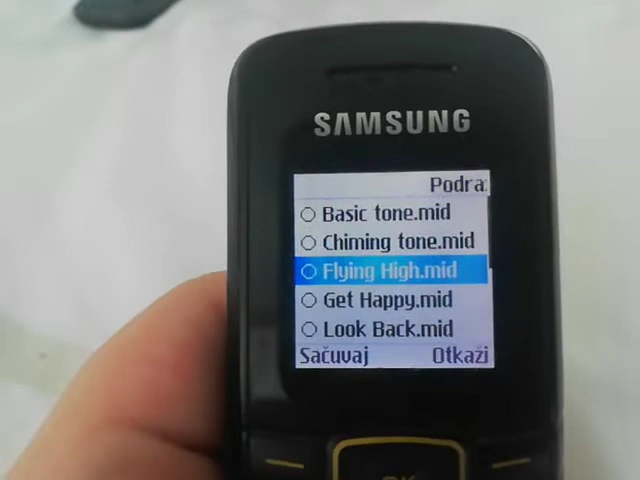 SAMSUNG
Podra
Basic tone.mid
Chiming tone.mid
Flying High.mid
Get Happy.mid
Look Back.mid
Sačuvaj Otkaži
OK